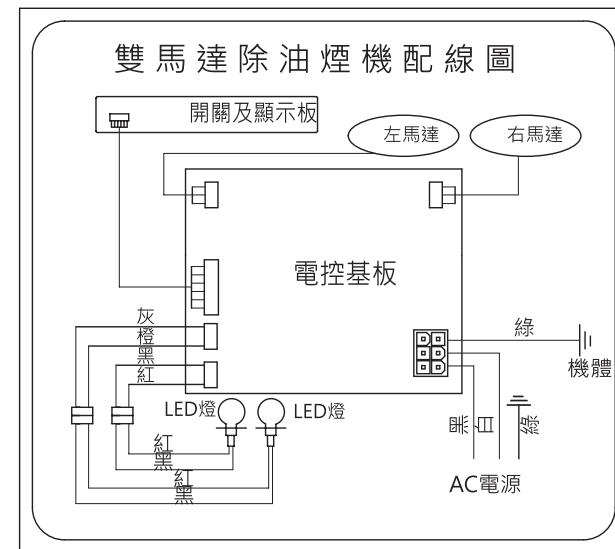 雙馬達除油煙機配線圖
開關及顯示板
左馬達
右馬達
電控基板
灰
橙
黑
紅
綠
機體
LED燈
LED燈
黑
白
綠
紅
黑
紅
黑
AC電源